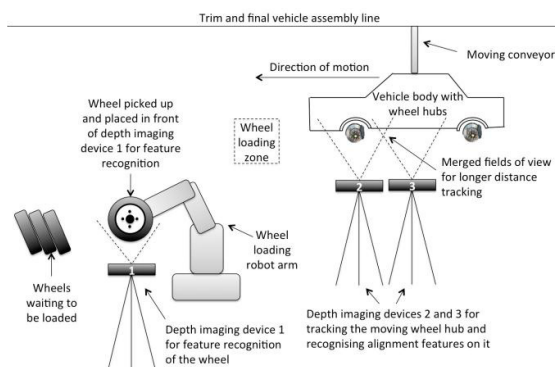 Trim and final vehicle assembly line
Direction of motion
Moving conveyor
Vehicle body with
wheel hubs
Wheel picked up
and placed in front
of depth imaging
device 1 for feature
recognition
Wheel
loading
zone
Merged fields of view
for longer distance
tracking
2
3
Wheel
loading
robot arm
1
Wheels
waiting to
be loaded
Depth imaging device 1
for feature recognition
of the wheel
Depth imaging devices 2 and 3 for
tracking the moving wheel hub and
recognising alignment features on it